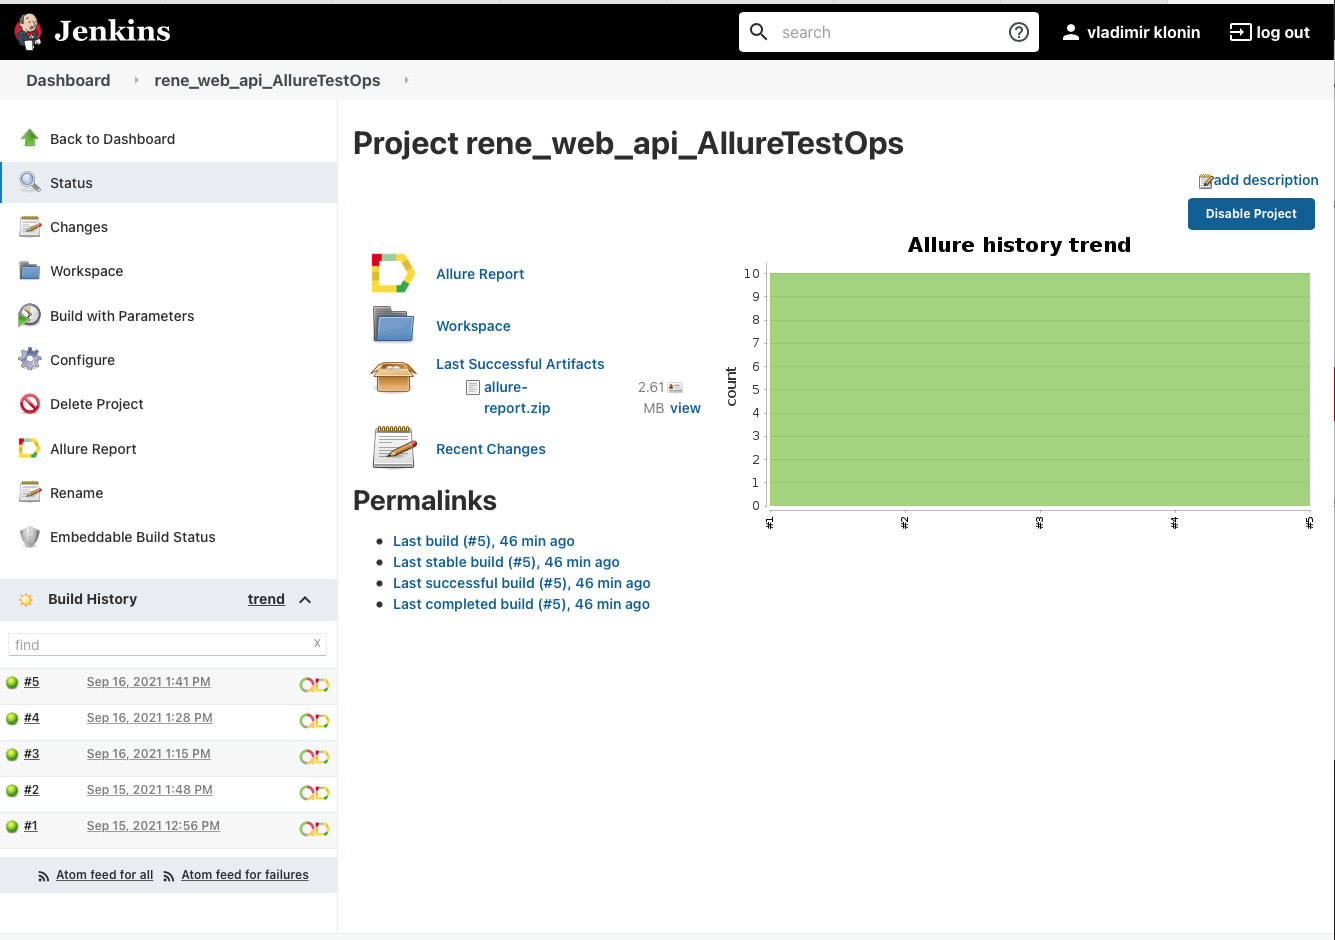 Jenkins
search
vladimir klonin
log out
Dashboard
rene_web_api_AllureTestOps
Back to Dashboard
Status
Changes
Workspace
Build with Parameters
Configure
Delete Project
Allure Report
Rename
Embeddable Build Status
Build History
trend
find
x
#5 Sep 16, 2021 1:41 PM
#4 Sep 16, 2021 1:28 PM
#3 Sep 16, 2021 1:15 PM
#2 Sep 15, 2021 1:48 PM
#1 Sep 15, 2021 12:56 PM
Atom feed for all Atom feed for failures
Project rene_web_api_AllureTestOps
add description
Disable Project
Allure Report
Workspace
Last Successful Artifacts
allure-
report.zip
2.61
MB view
Recent Changes
Permalinks
Last build (#5), 46 min ago
Last stable build (#5), 46 min ago
Last successful build (#5), 46 min ago
Last completed build (#5), 46 min ago
Allure history trend
count
10
9
8
7
6
5
4
3
2
1
0
#1
#2
#3
#4
#5